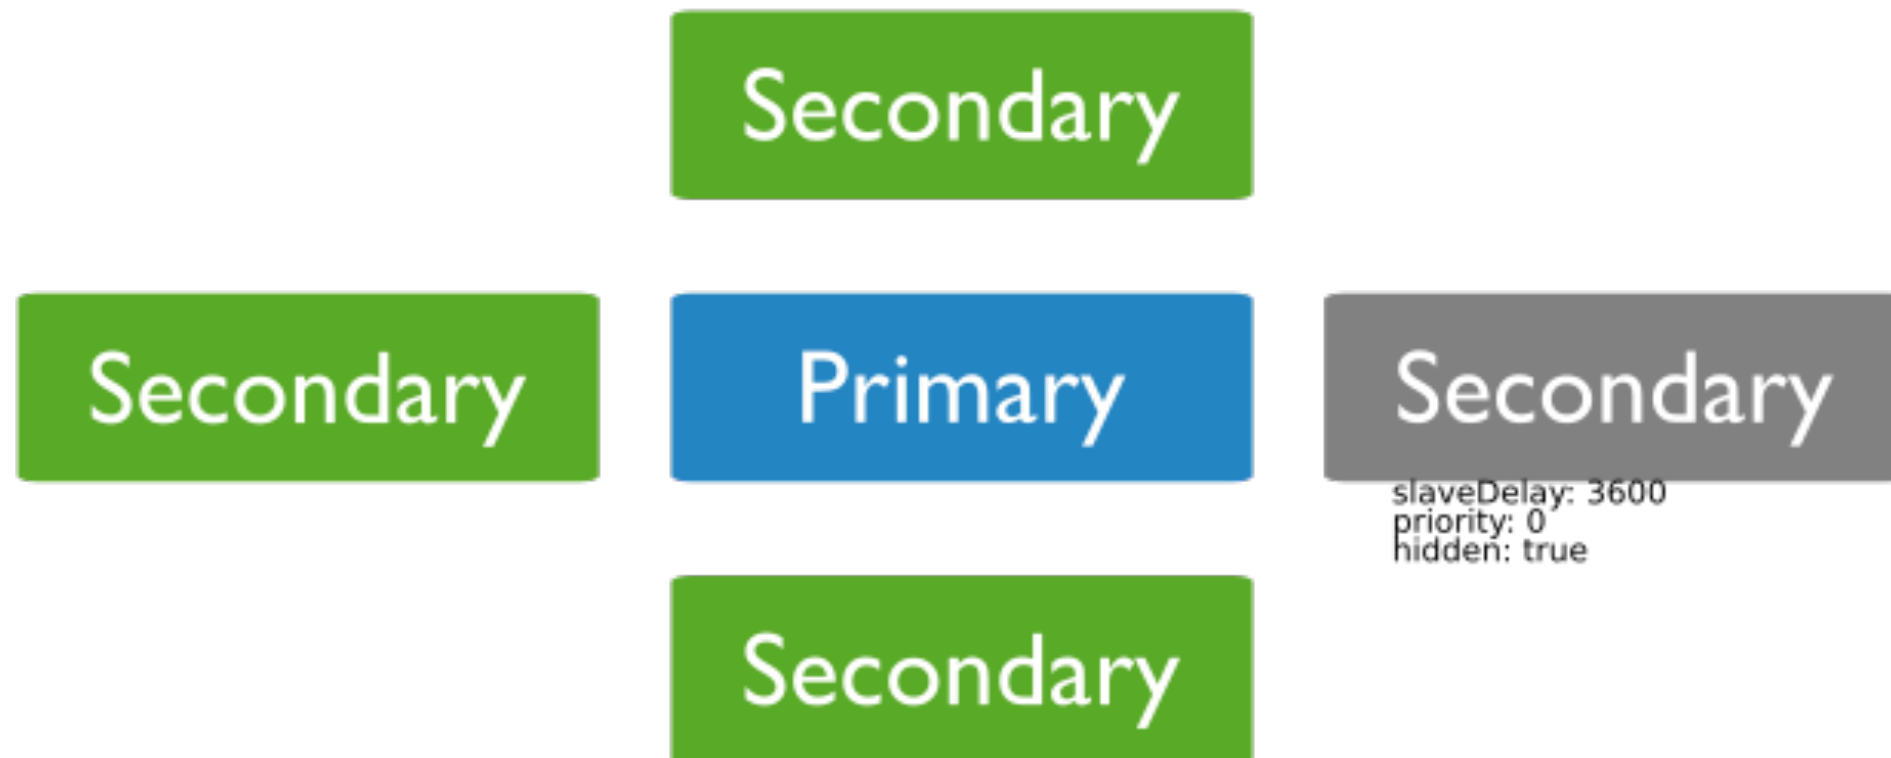 Secondary
Secondary
Primary
Secondary
slaveDelay: 3600
priority: 0
hidden: true
Secondary